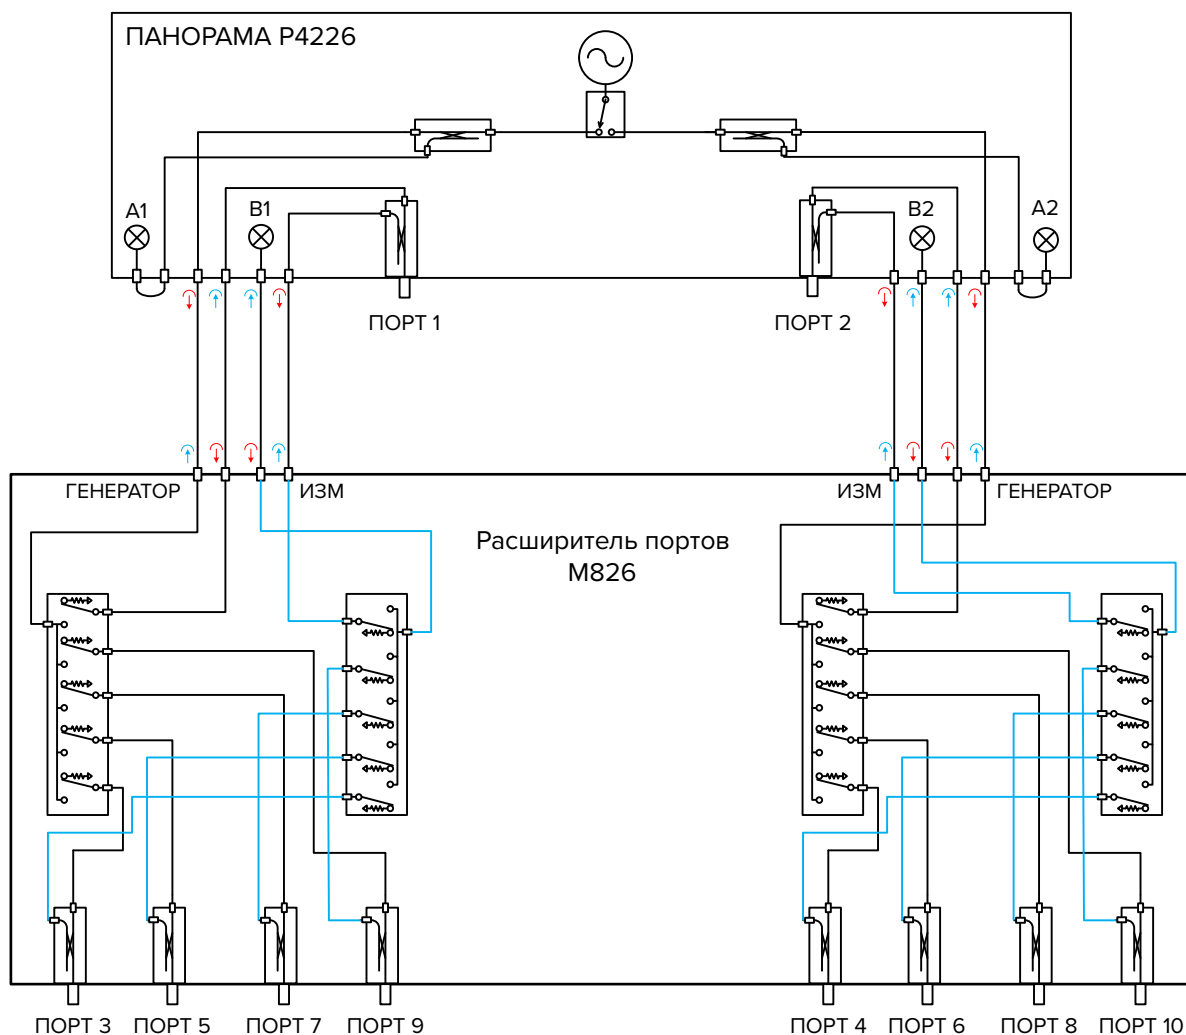 ПАНОРАМА Р4226
A1
B1
B2
A2
ПОРТ 1
ПОРТ 2
ГЕНЕРАТОР
ИЗМ
ИЗМ
ГЕНЕРАТОР
Расширитель портов
М826
ПОРТ 3
ПОРТ 5
ПОРТ 7
ПОРТ 9
ПОРТ 4
ПОРТ 6
ПОРТ 8
ПОРТ 10